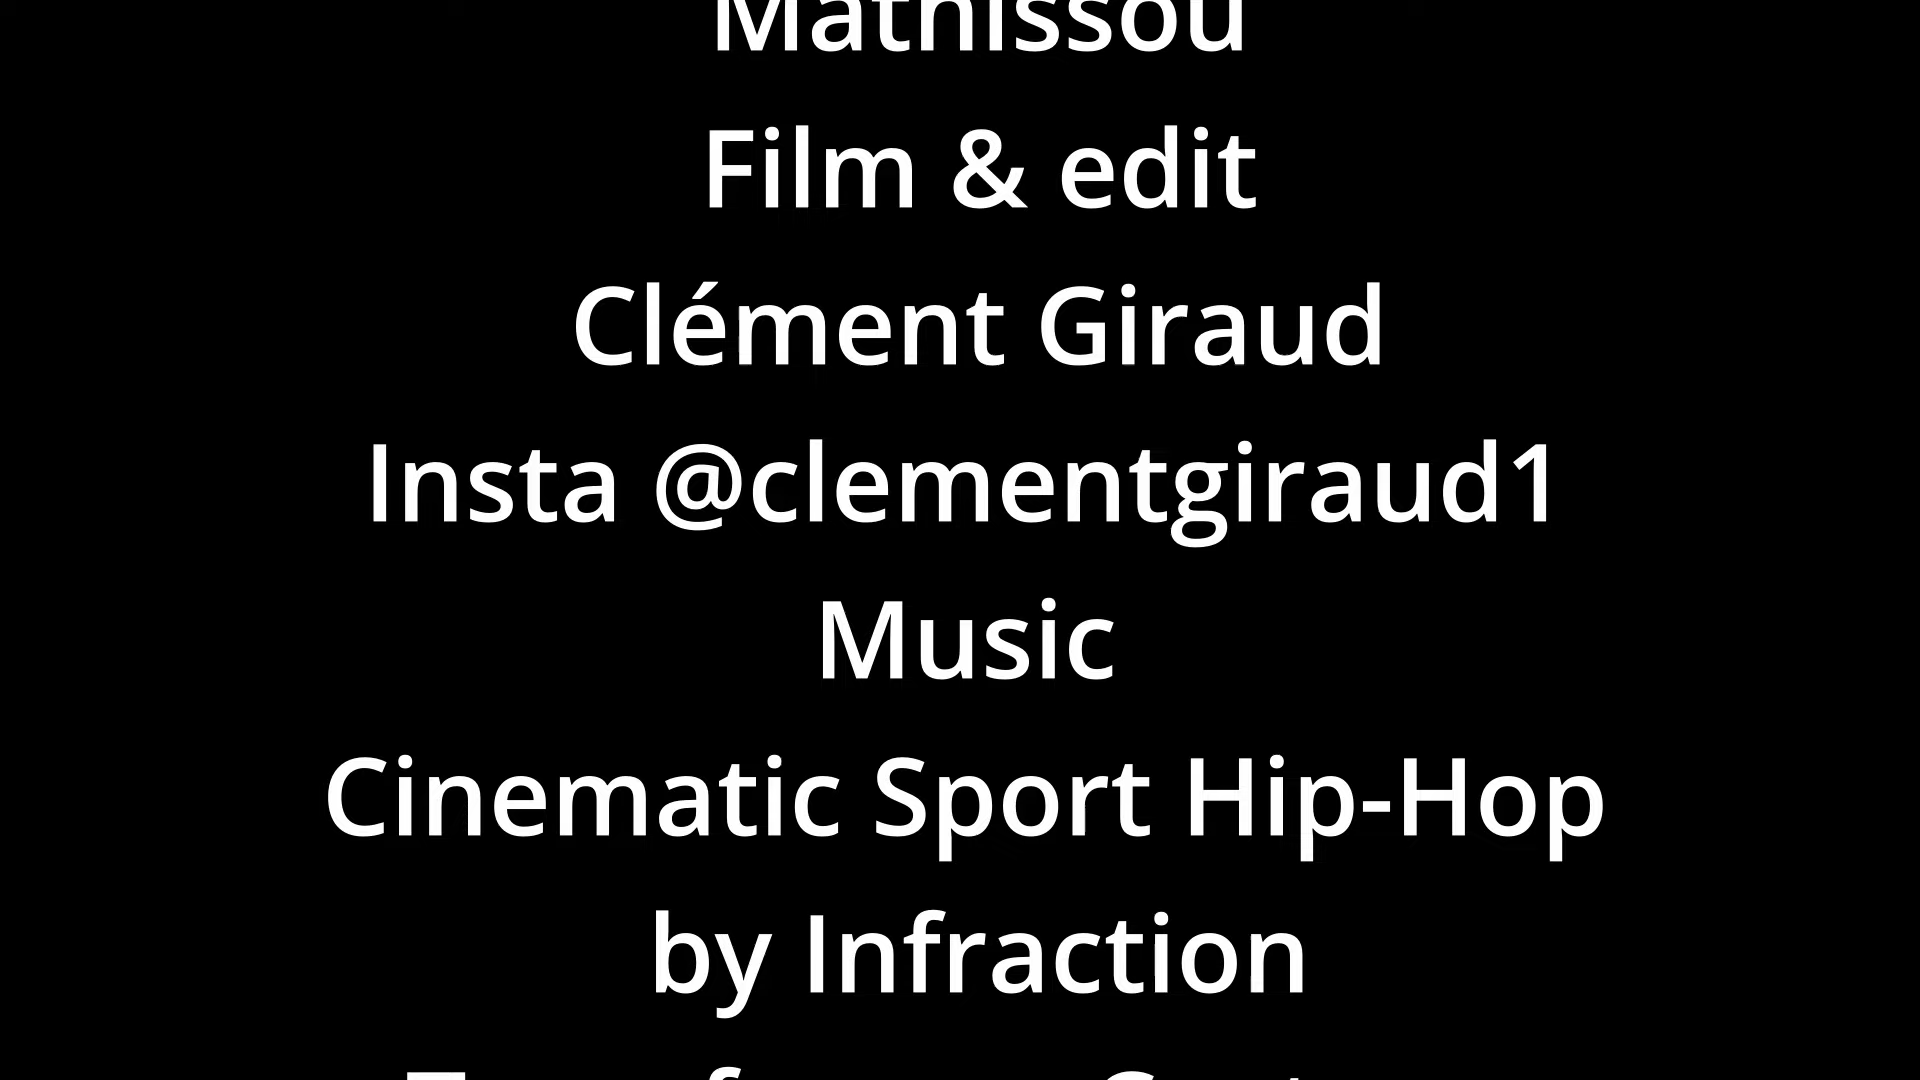 Mathissou
Film & edit
Clément Giraud
Insta @clementgiraud1
Music
Cinematic Sport Hip-Hop
by Infraction